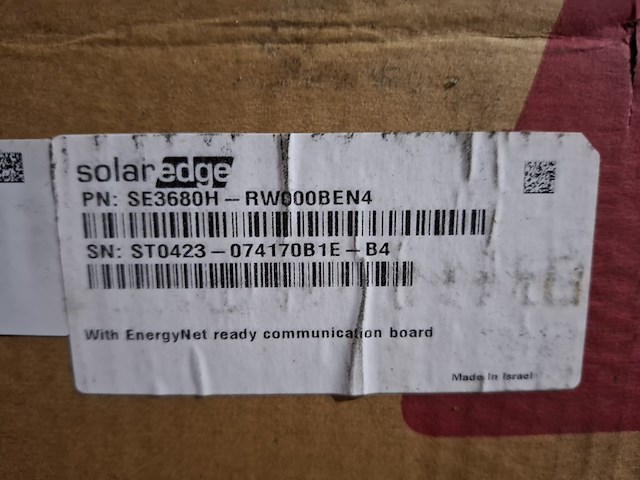 solaredge
PN: SE3680H-RW000BEN4
SN: ST0423-074170B1E-B4
With EnergyNet ready communication board
Made in Israel